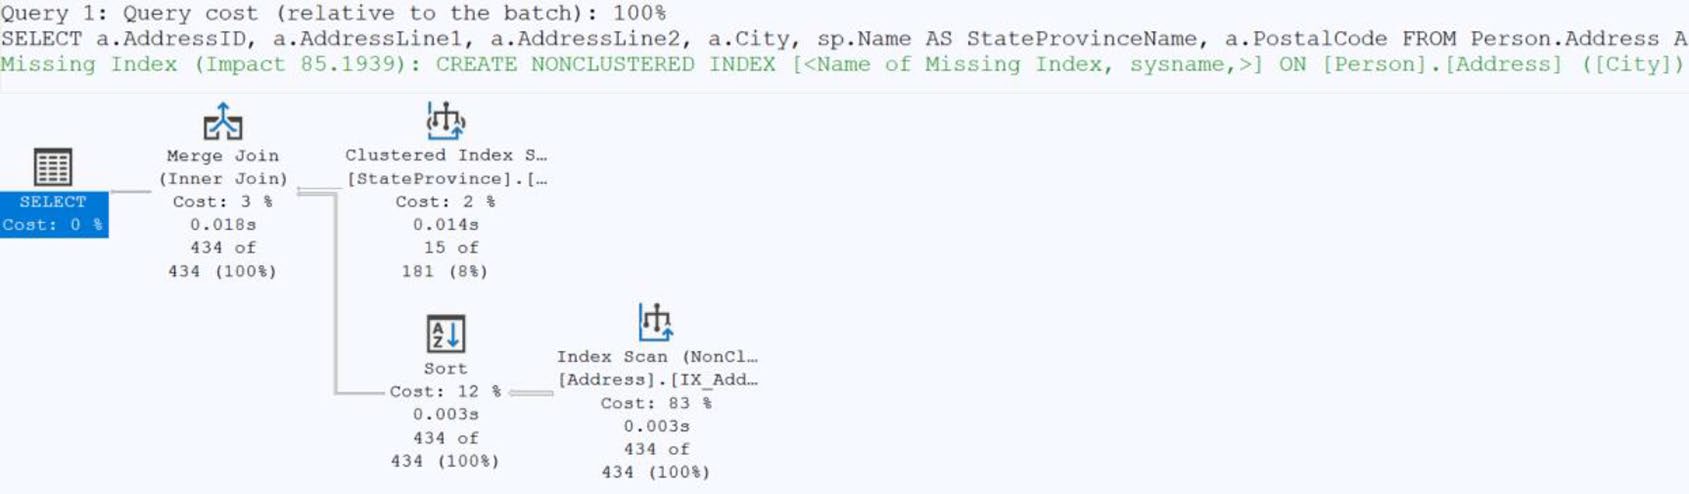 Query 1: Query cost (relative to the batch): 100%
SELECT a.AddressID, a.AddressLine1, a.AddressLine2, a.City, sp.Name AS StateProvinceName, a.PostalCode FROM Person.Address A
Missing Index (Impact 85.1939): CREATE NONCLUSTERED INDEX [<Name of Missing Index, sysname,>] ON [Person].[Address] ([City])
SELECT
Cost: 0 %
Merge Join
(Inner Join)
Cost: 3 %
0.018s
434 of
434 (100%)
Clustered Index S…
[StateProvince].[…
Cost: 2 %
0.014s
15 of
181 (8%)
A
Z
Sort
Cost: 12 %
0.003s
434 of
434 (100%)
Index Scan (NonCl…
[Address].[IX_Add…
Cost: 83 %
0.003s
434 of
434 (100%)